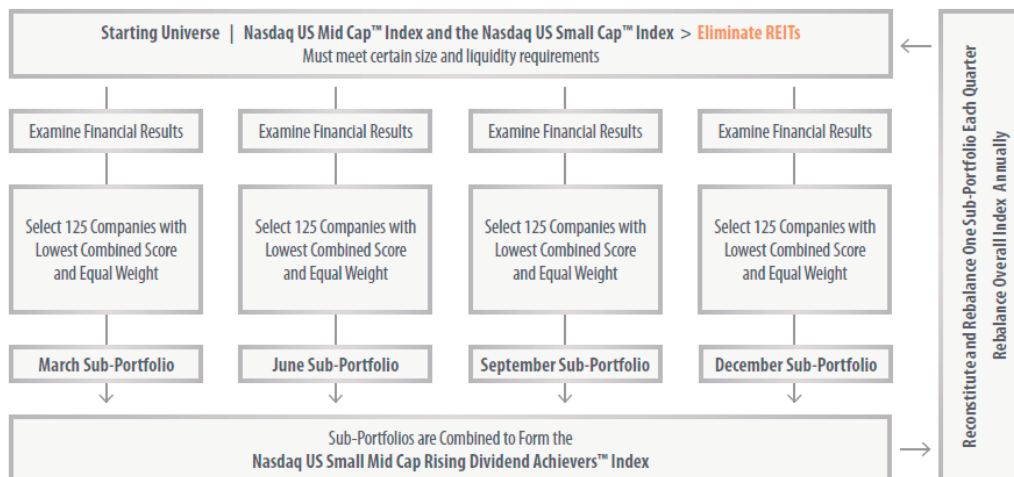 Starting Universe | Nasdaq US Mid Cap™ Index and the Nasdaq US Small Cap™ Index > Eliminate REITs
Must meet certain size and liquidity requirements
Examine Financial Results
Select 125 Companies with
Lowest Combined Score
and Equal Weight
March Sub-Portfolio
Examine Financial Results
Select 125 Companies with
Lowest Combined Score
and Equal Weight
June Sub-Portfolio
Examine Financial Results
Select 125 Companies with
Lowest Combined Score
and Equal Weight
September Sub-Portfolio
Examine Financial Results
Select 125 Companies with
Lowest Combined Score
and Equal Weight
December Sub-Portfolio
Sub-Portfolios are Combined to Form the
Nasdaq US Small Mid Cap Rising Dividend Achievers™ Index
Reconstitute and Rebalance One Sub-Portfolio Each Quarter
Rebalance Overall Index Annually